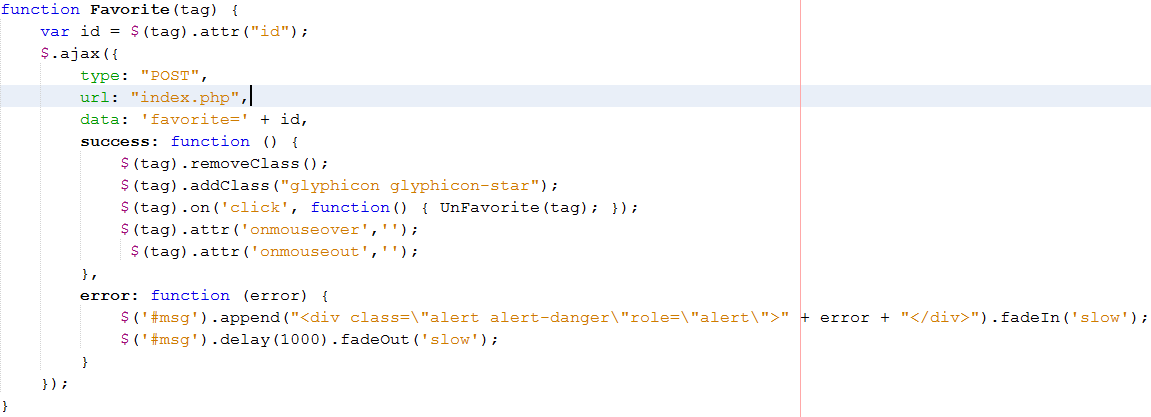 function Favorite(tag) {
    var id = $(tag).attr("id");
    $.ajax({
        type: "POST",
        url: "index.php",
        data: 'favorite=' + id,
        success: function () {
            $(tag).removeClass();
            $(tag).addClass("glyphicon glyphicon-star");
            $(tag).on('click', function() { UnFavorite(tag); });
            $(tag).attr('onmouseover','');
             $(tag).attr('onmouseout','');
        },
        error: function (error) {
            $('#msg').append("<div class=\"alert alert-danger\"role=\"alert\">" + error + "</div>").fadeIn('slow');
            $('#msg').delay(1000).fadeOut('slow');
        }
    });
}